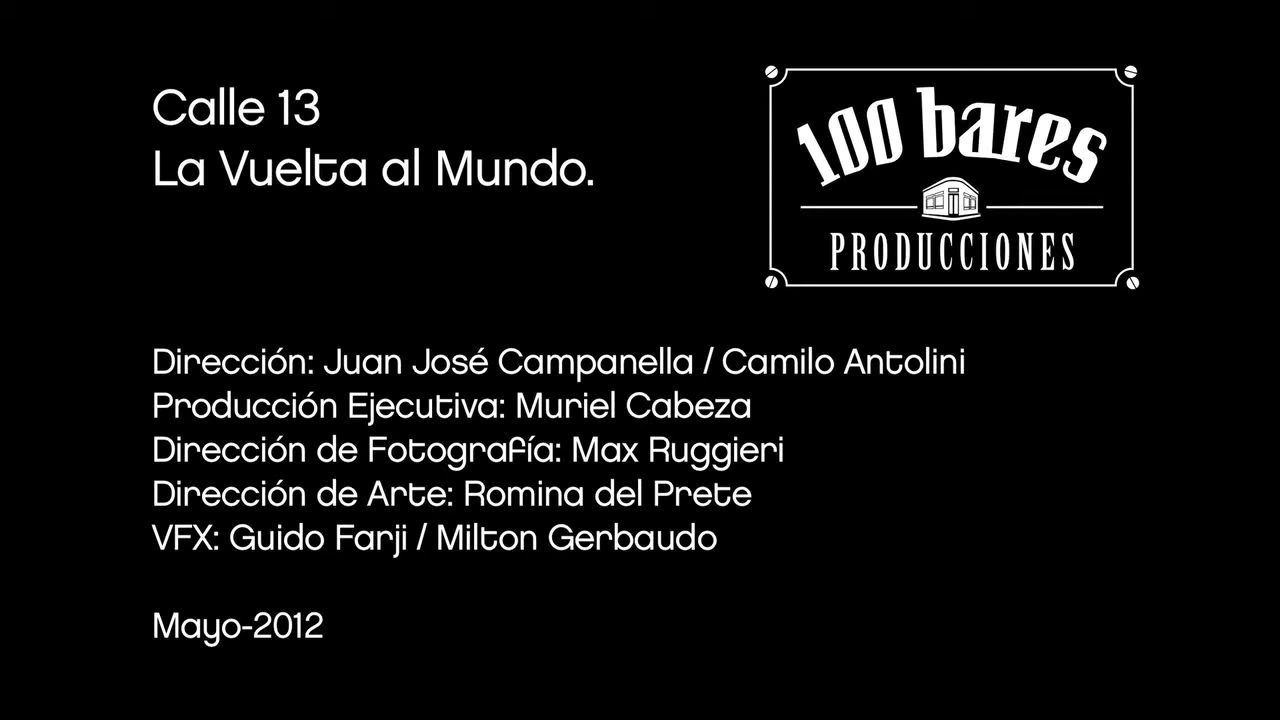 Calle 13
La Vuelta al Mundo.
100 bares
PRODUCCIONES
Dirección: Juan José Campanella / Camilo Antolini
Producción Ejecutiva: Muriel Cabeza
Dirección de Fotografía: Max Ruggieri
Dirección de Arte: Romina del Prete
VFX: Guido Farji / Milton Gerbaudo
Mayo-2012